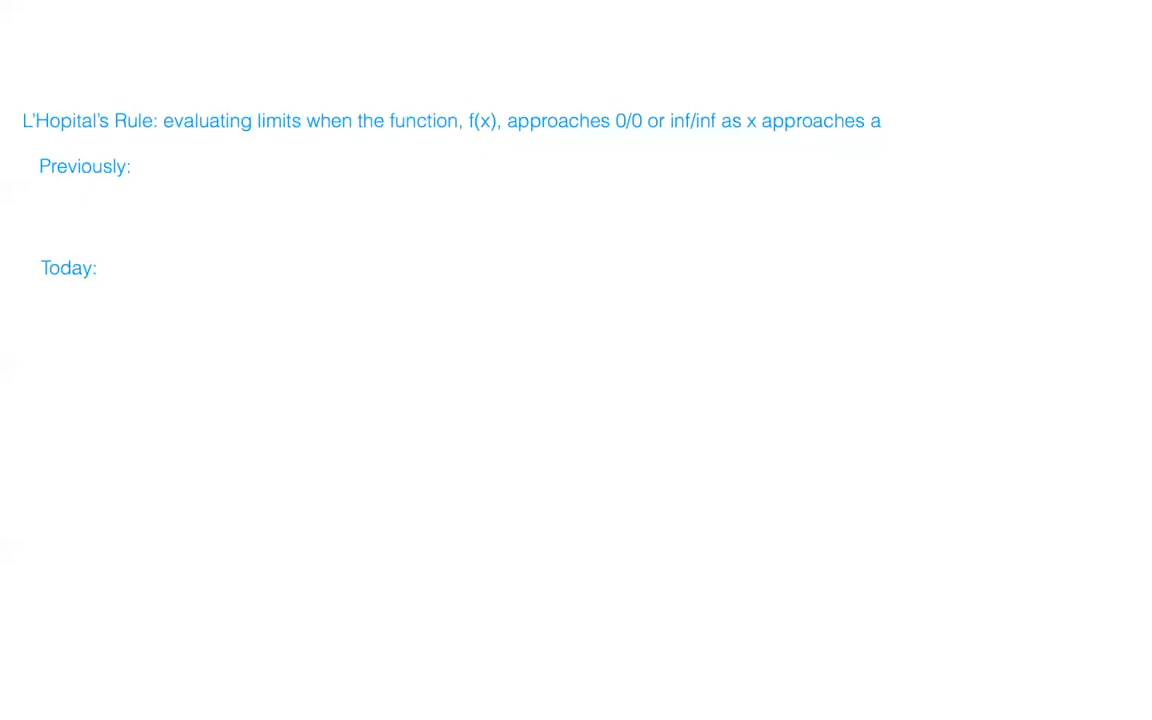 L'Hopital's Rule: evaluating limits when the function, f(x), approaches 0/0 or inf/inf as x approaches a
Previously:
Today: